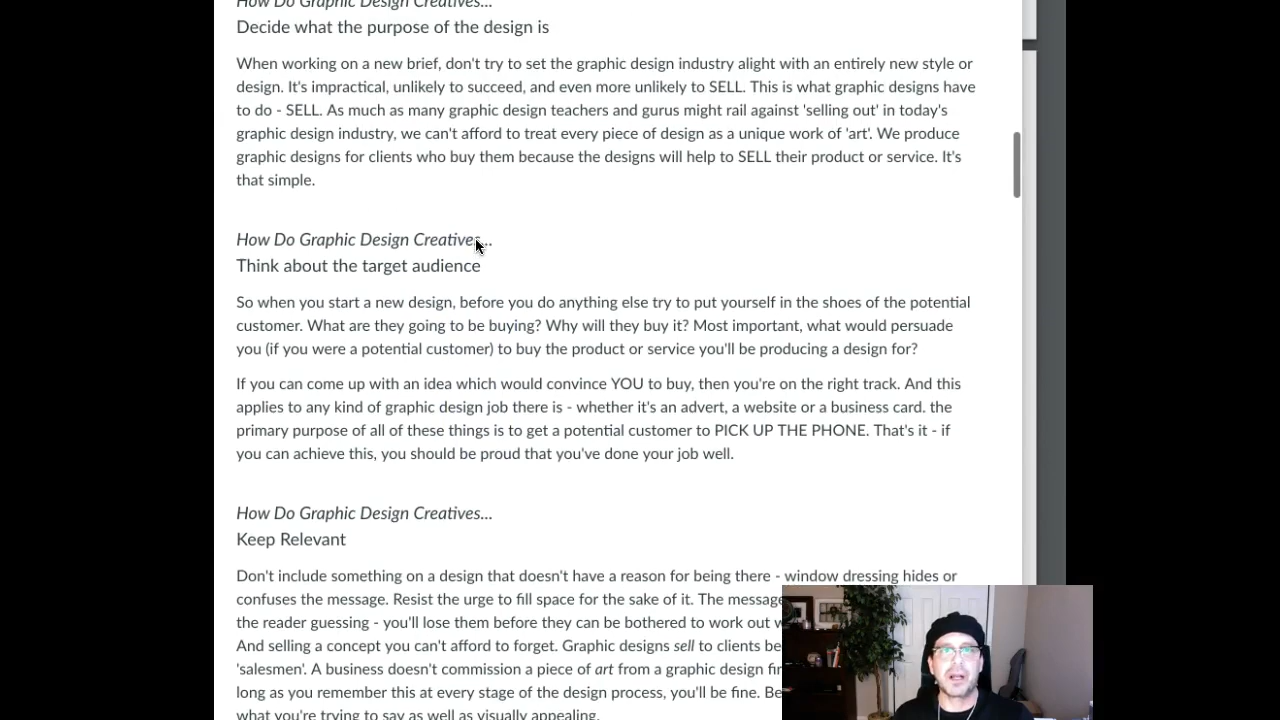 How Do Graphic Design Creatives...
Decide what the purpose of the design is
When working on a new brief, don't try to set the graphic design industry alight with an entirely new style or
design. It's impractical, unlikely to succeed, and even more unlikely to SELL. This is what graphic designs have
to do - SELL. As much as many graphic design teachers and gurus might rail against 'selling out' in today's
graphic design industry, we can't afford to treat every piece of design as a unique work of 'art'. We produce
graphic designs for clients who buy them because the designs will help to SELL their product or service. It's
that simple.
How Do Graphic Design Creatives...
Think about the target audience
So when you start a new design, before you do anything else try to put yourself in the shoes of the potential
customer. What are they going to be buying? Why will they buy it? Most important, what would persuade
you (if you were a potential customer) to buy the product or service you'll be producing a design for?
If you can come up with an idea which would convince YOU to buy, then you're on the right track. And this
applies to any kind of graphic design job there is - whether it's an advert, a website or a business card. the
primary purpose of all of these things is to get a potential customer to PICK UP THE PHONE. That's it - if
you can achieve this, you should be proud that you've done your job well.
How Do Graphic Design Creatives...
Keep Relevant
Don't include something on a design that doesn't have a reason for being there - window dressing hides or
confuses the message. Resist the urge to fill space for the sake of it. The message
the reader guessing - you'll lose them before they can be bothered to work out
And selling a concept you can't afford to forget. Graphic designs sell to clients
'salesmen'. A business doesn't commission a piece of art from a graphic design
long as you remember this at every stage of the design process, you'll be fine.
what you're trying to say as well as visually appealing.